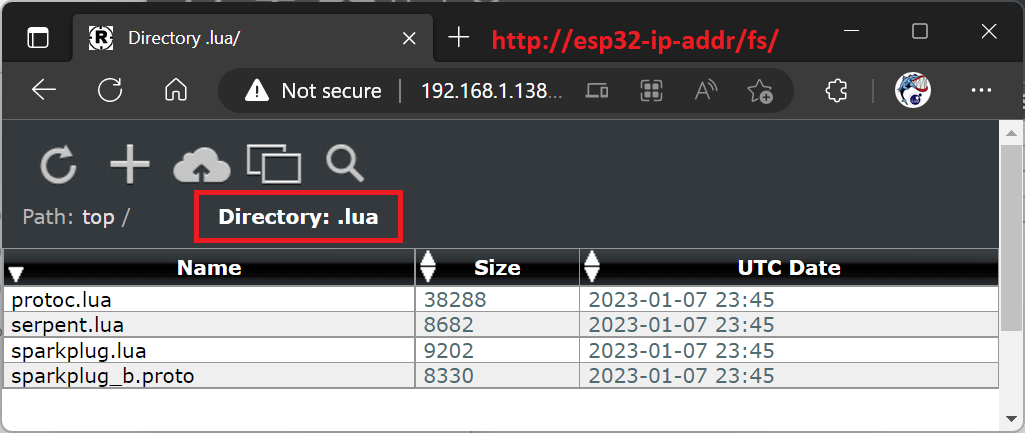 Directory .lua/
http://esp32-ip-addr/fs/
Not secure
192.168.1.138...
Path: top /
Directory: .lua
Name Size UTC Date
protoc.lua 38288 2023-01-07 23:45
serpent.lua 8682 2023-01-07 23:45
sparkplug.lua 9202 2023-01-07 23:45
sparkplug_b.proto 8330 2023-01-07 23:45